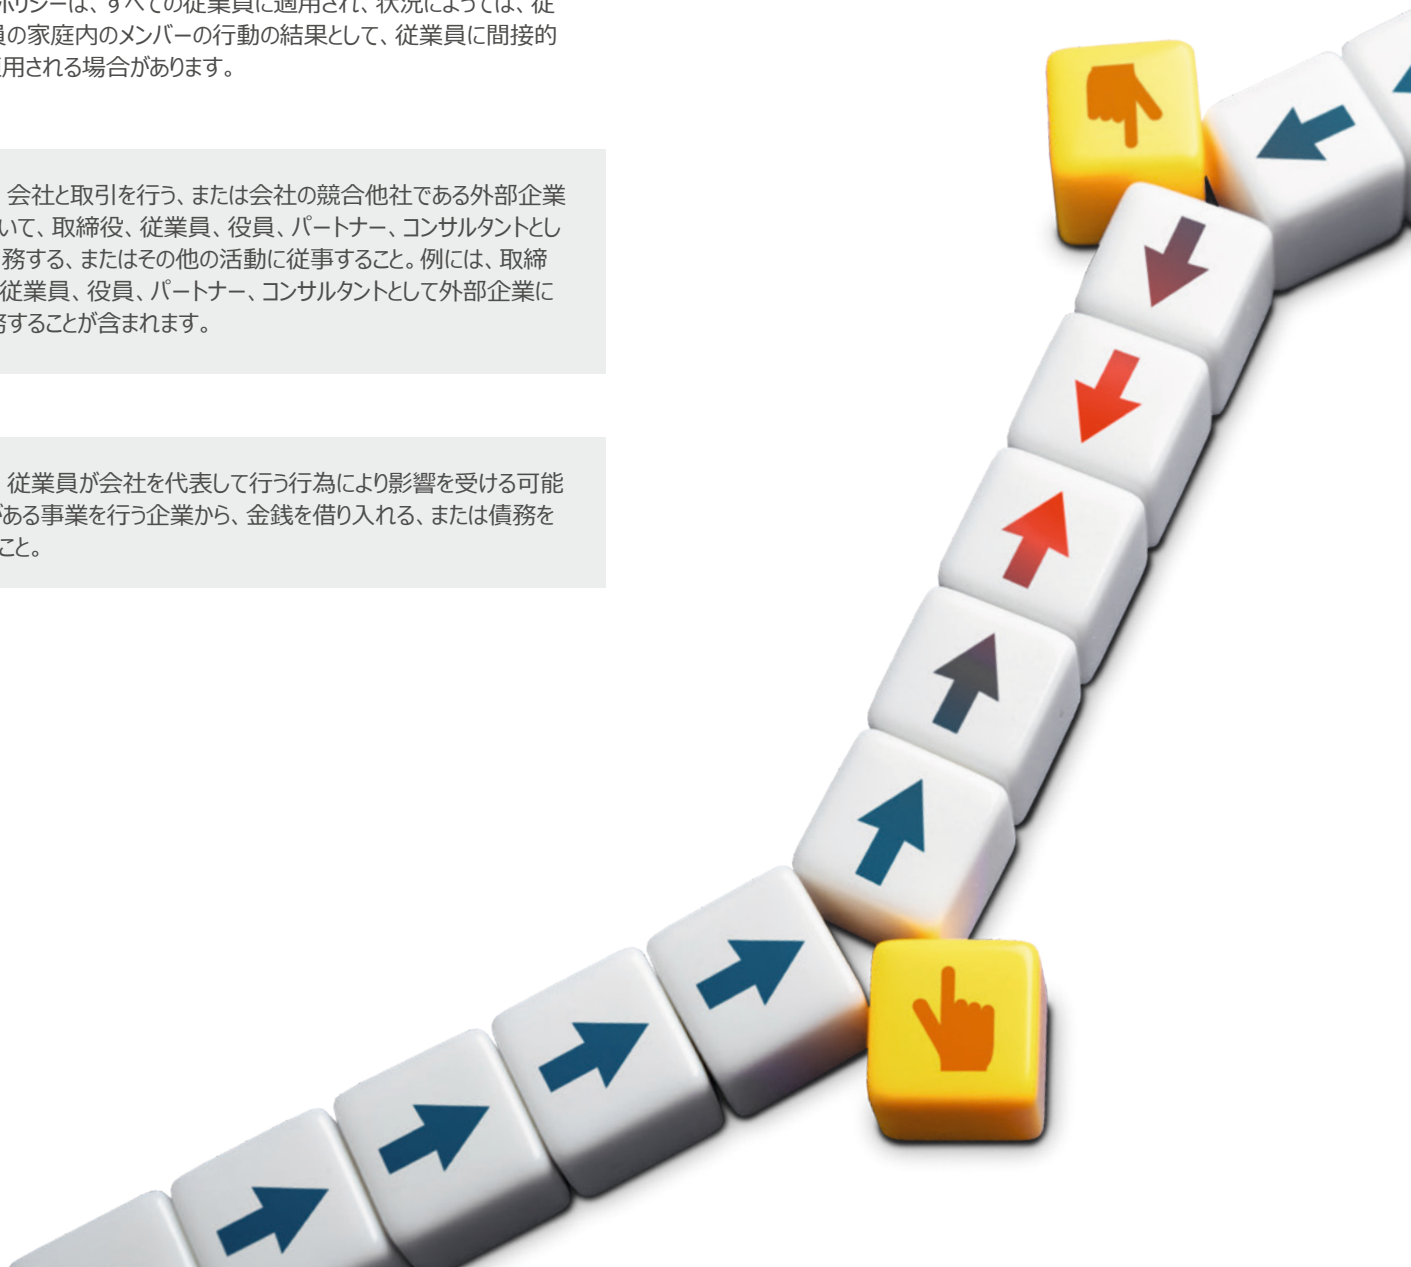 ポリシーは、すべての従業員に適用され、状況によっては、従
員の家庭内のメンバーの行動の結果として、従業員に間接的
用される場合があります。
会社と取引を行う、または会社の競合他社である外部企業
いて、取締役、従業員、役員、パートナー、コンサルタントとし
務する、またはその他の活動に従事すること。例には、取締
従業員、役員、パートナー、コンサルタントとして外部企業に
務することが含まれます。
従業員が会社を代表して行う行為により影響を受ける可能
がある事業を行う企業から、金銭を借り入れる、または債務を
こと。